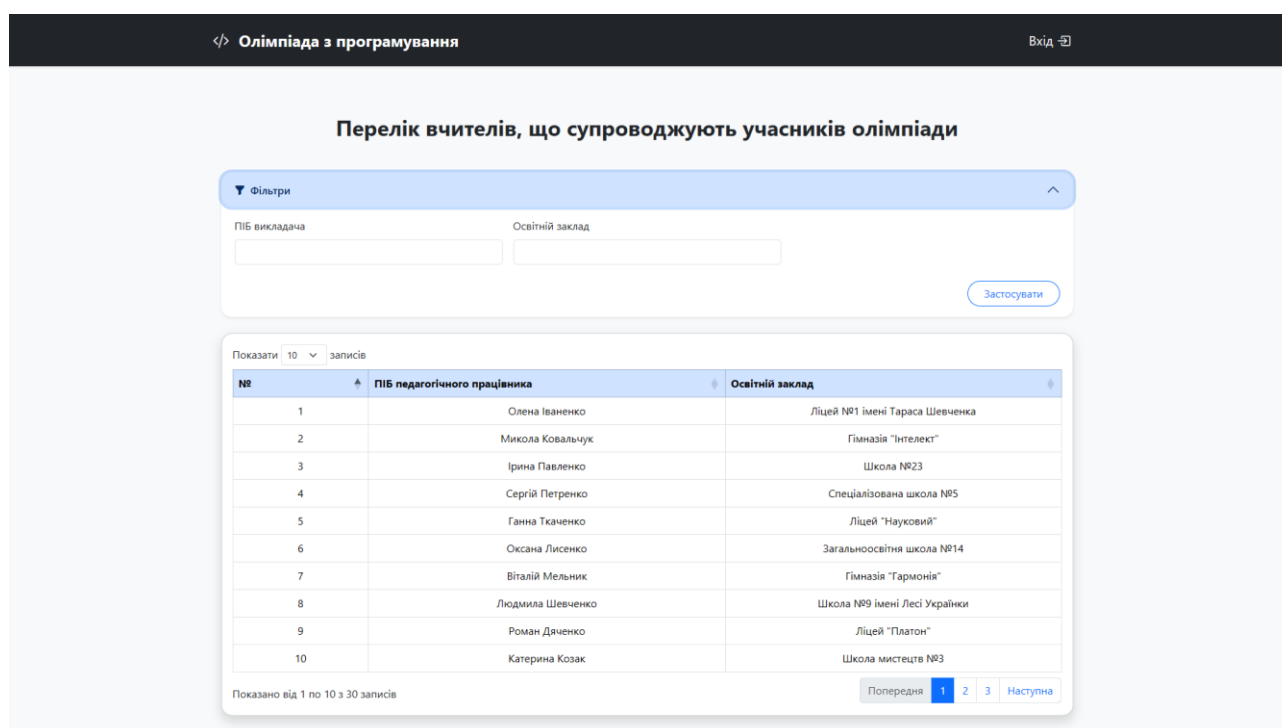 </> Олімпіада з програмування Вхід
Перелік вчителів, що супроводжують учасників олімпіади
Фільтри
ПІБ викладача Освітній заклад
Застосувати
Показати 10 записів
№ ПІБ педагогічного працівника Освітній заклад
1 Олена Іваненко Ліцей №1 імені Тараса Шевченка
2 Микола Ковальчук Гімназія "Інтелект"
3 Ірина Павленко Школа №23
4 Сергій Петренко Спеціалізована школа №5
5 Ганна Ткаченко Ліцей "Науковий"
6 Оксана Лисенко Загальноосвітня школа №14
7 Віталій Мельник Гімназія "Гармонія"
8 Людмила Шевченко Школа №9 імені Лесі Українки
9 Роман Дяченко Ліцей "Платон"
10 Катерина Козак Школа мистецтв №3
Показано від 1 по 10 з 30 записів Попередня 1 2 3 Наступна